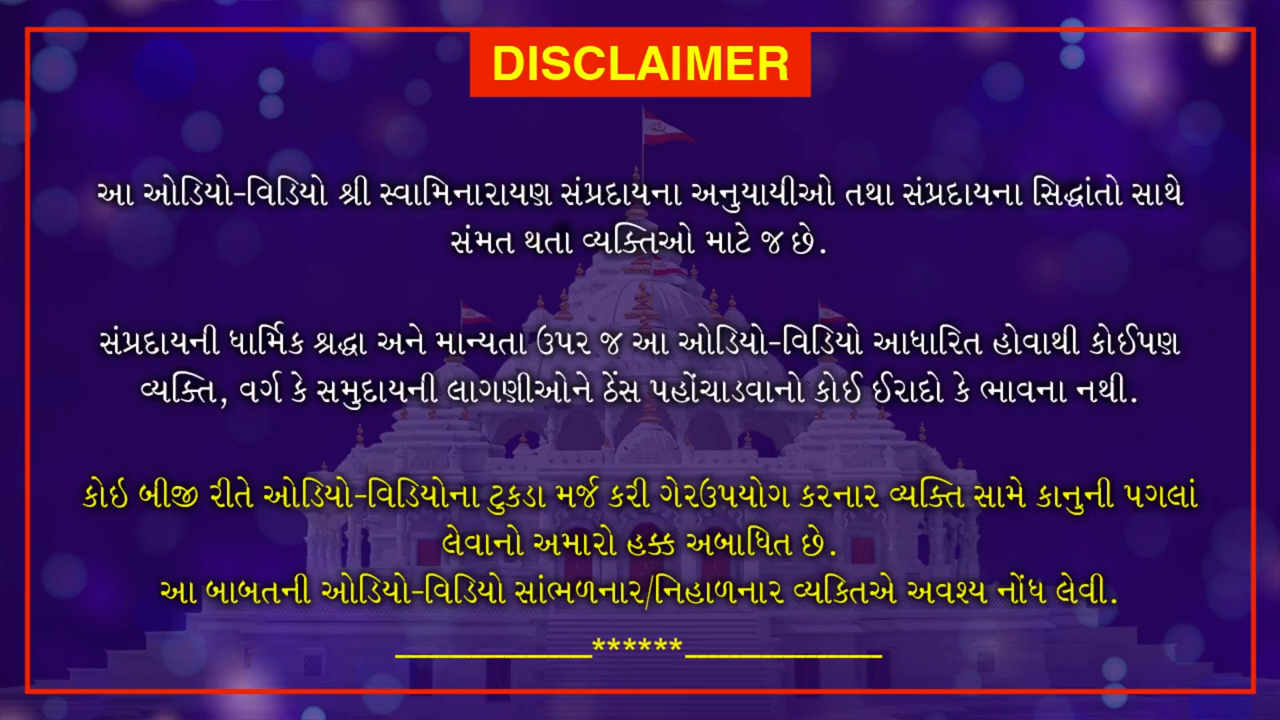 DISCLAIMER
આ ઓડિયો-વિડિયો શ્રી સ્વામિનારાયણ સંપ્રદાયના અનુયાયીઓ તથા સંપ્રદાયના સિદ્ધાંતો સાથે
સંમત થતા વ્યક્તિઓ માટે જ છે.
સંપ્રદાયની ધાર્મિક શ્રદ્ધા અને માન્યતા ઉપર જ આ ઓડિયો-વિડિયો આધારિત હોવાથી કોઈપણ
વ્યક્તિ, વર્ગ કે સમુદાયની લાગણીઓને ઠેંસ પહોંચાડવાનો કોઈ ઈરાદો કે ભાવના નથી.
કોઇ બીજી રીતે ઓડિયો-વિડિયોના ટુકડા મર્જ કરી ગેરઉપયોગ કરનાર વ્યક્તિ સામે કાનુની પગલાં
લેવાનો અમારો હક્ક અબાધિત છે.
આ બાબતની ઓડિયો-વિડિયો સાંભળનાર/નિહાળનાર વ્યકિતએ અવશ્ય નોંધ લેવી.
______________******______________